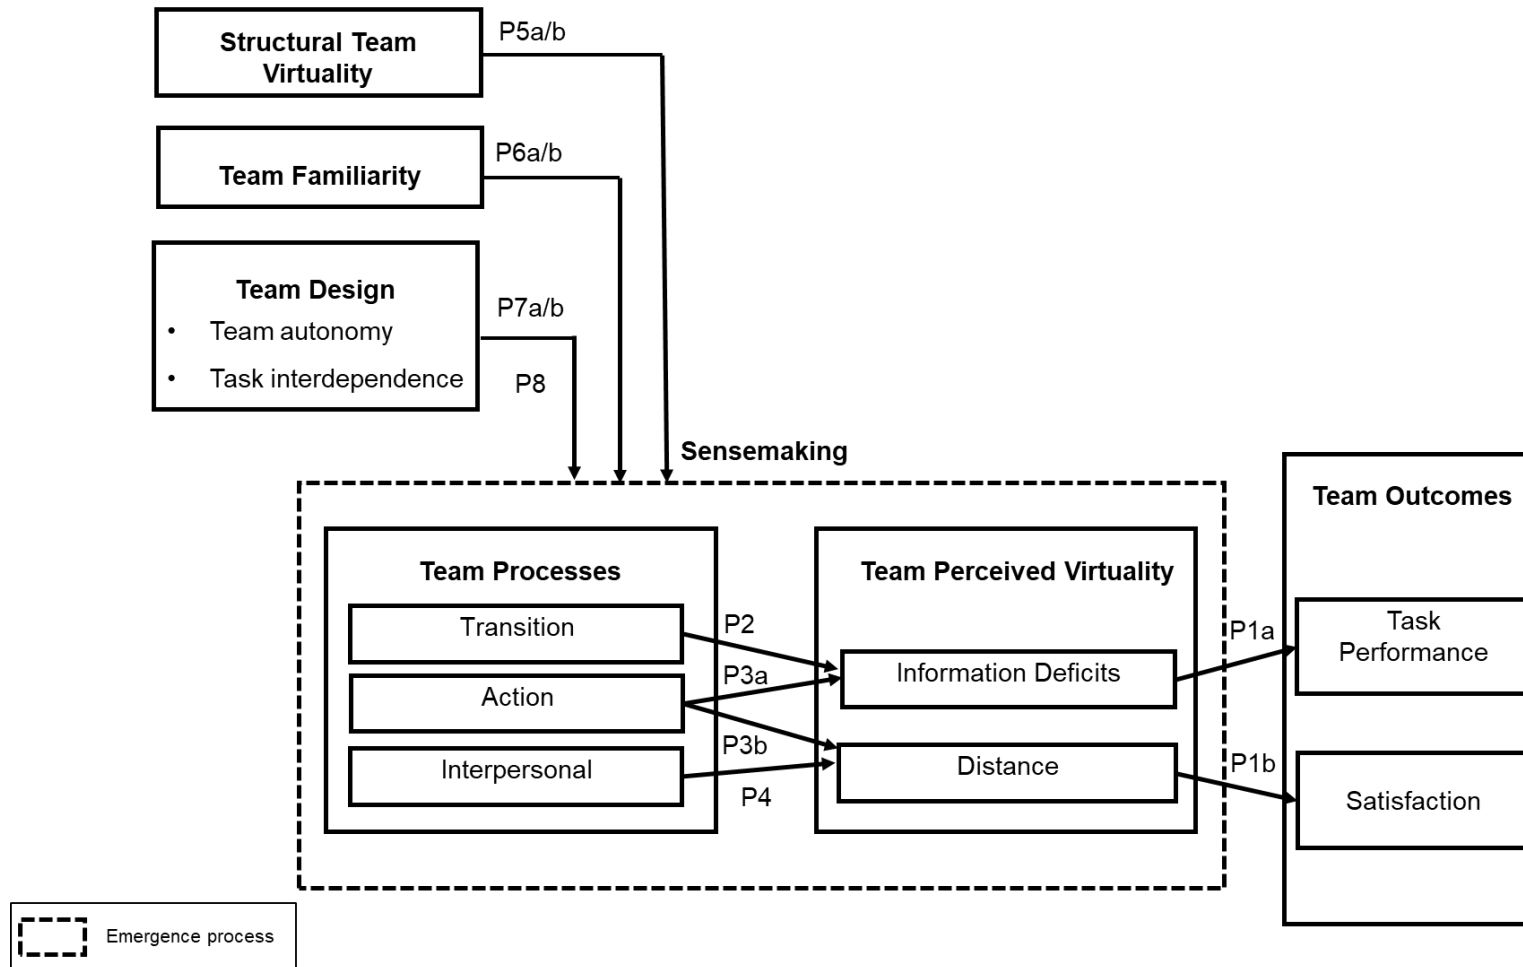 Structural Team
Virtuality
P5a/b
Team Familiarity
P6a/b
Team Design
• Team autonomy
• Task interdependence
P7a/b
P8
Sensemaking
Team Processes
Transition
Action
Interpersonal
P2
P3a
P3b
P4
Team Perceived Virtuality
Information Deficits
Distance
P1a
P1b
Team Outcomes
Task
Performance
Satisfaction
Emergence process